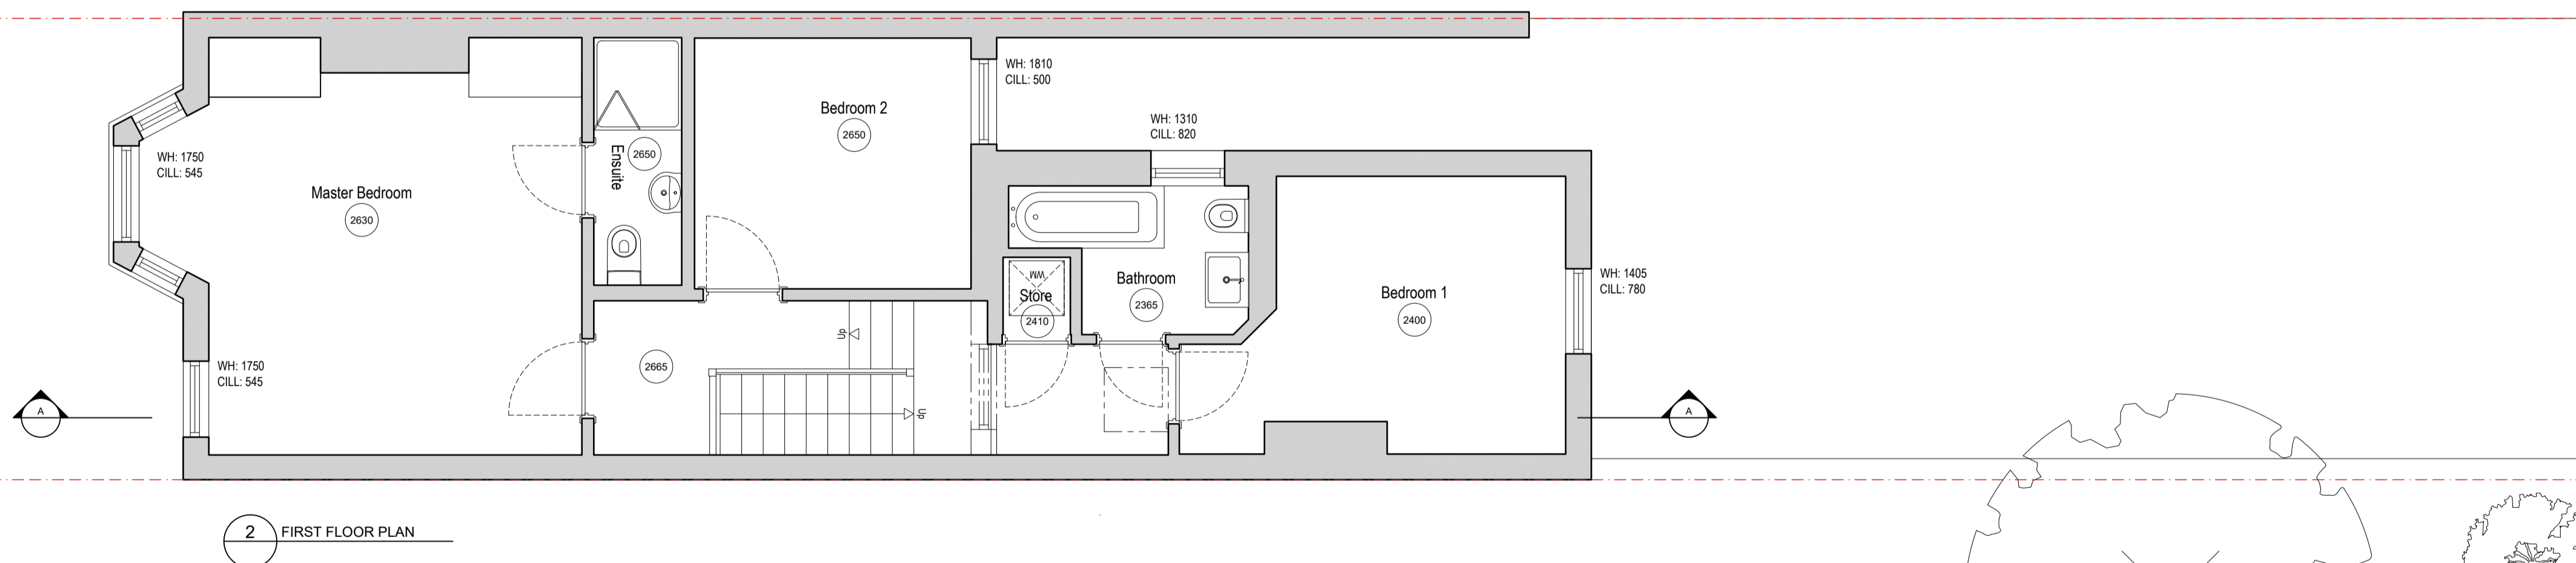 WH: 1810
CILL: 500
Bedroom 2
2650
WH: 1310
CILL: 820
WH: 1750
CILL: 545
Ensuite
2650
Master Bedroom
2630
WM
Store
2410
Bathroom
2365
Bedroom 1
2400
WH: 1405
CILL: 780
dn
2665
WH: 1750
CILL: 545
Up
A
A
2
FIRST FLOOR PLAN